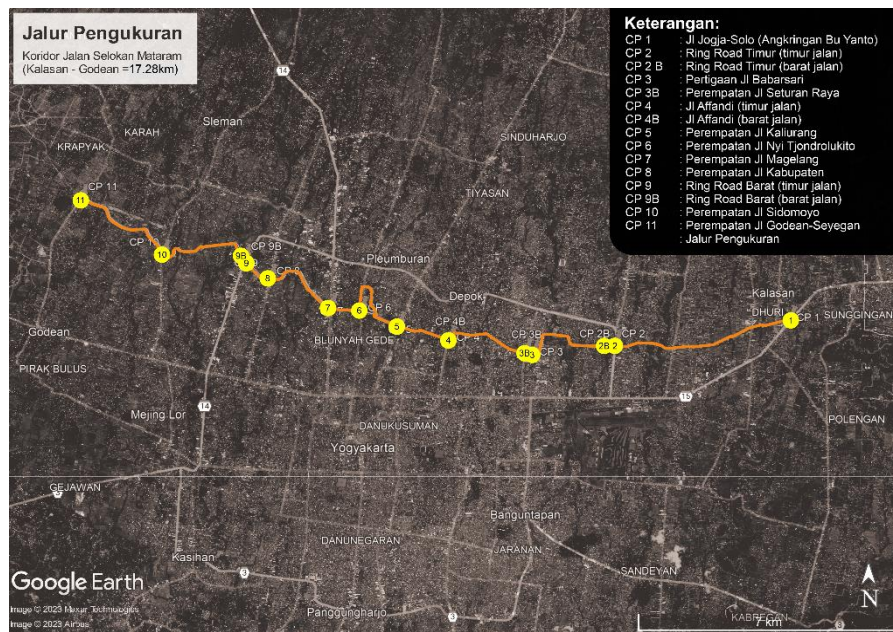 Jalur Pengukuran
Koridor Jalan Selokan Mataram
(Kalasan - Godean =17.28km)
Keterangan:
CP 1 : Jl Jogja-Solo (Angkringan Bu Yanto)
CP 2 : Ring Road Timur (timur jalan)
CP 2 B : Ring Road Timur (barat jalan)
CP 3 : Pertigaan Jl Babarsari
CP 3B : Perempatan Jl Seturan Raya
CP 4 : Jl Affandi (timur jalan)
CP 4B : Jl Affandi (barat jalan)
CP 5 : Perempatan Jl Kaliurang
CP 6 : Perempatan Jl Nyi Tjondrolukito
CP 7 : Perempatan Jl Magelang
CP 8 : Perempatan Jl Kabupaten
CP 9 : Ring Road Barat (timur jalan)
CP 9B : Ring Road Barat (barat jalan)
CP 10 : Perempatan Jl Sidomoyo
CP 11 : Perempatan Jl Godean-Seyegan
: Jalur Pengukuran
14
Sleman
KARAH
KRAPYAK
SINDUHARJO
TIYASAN
11 CP 11
CP 1
10
9B CP 9B
9
8
Pleumburan
Depok
Kalasan
DHURI
SUNGGINGAN
7
6 CP 6
5
CP 4B
4
CP 3B
3B 3 CP 3
CP 2B CP 2
2B 2
1 CP 1
Godean
BLUNYAH GEDE
PIRAK BULUS
15
Mejing Lor
14
DANUKUSUMAN
POLENGAN
Yogyakarta
GEJAWAN
3
Banguntapan
DANUNEGARAN
JARANAN
Kasihan
3
SANDEYAN
Google Earth
Image © 2023 Maxar Technologies
Image © 2023 Airbus
Panggungharjo
3
KABREGAN
3
7 km
N